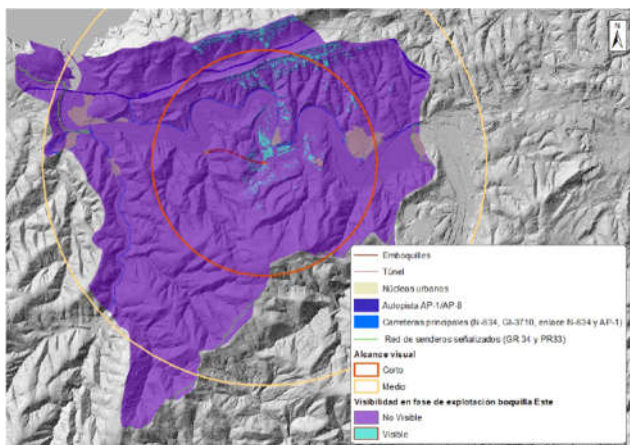 N
Emboquilles
Túnel
Núcleos urbanos
Autopista AP-1/AP-8
Carreteras principales (N-634, GI-3710, enlace N-634 y AP-1)
Red de senderos señalizados (GR 34 y PR33)
Alcance visual
Corto
Medio
Visibilidad en fase de explotación boquilla Este
No Visible
Visible